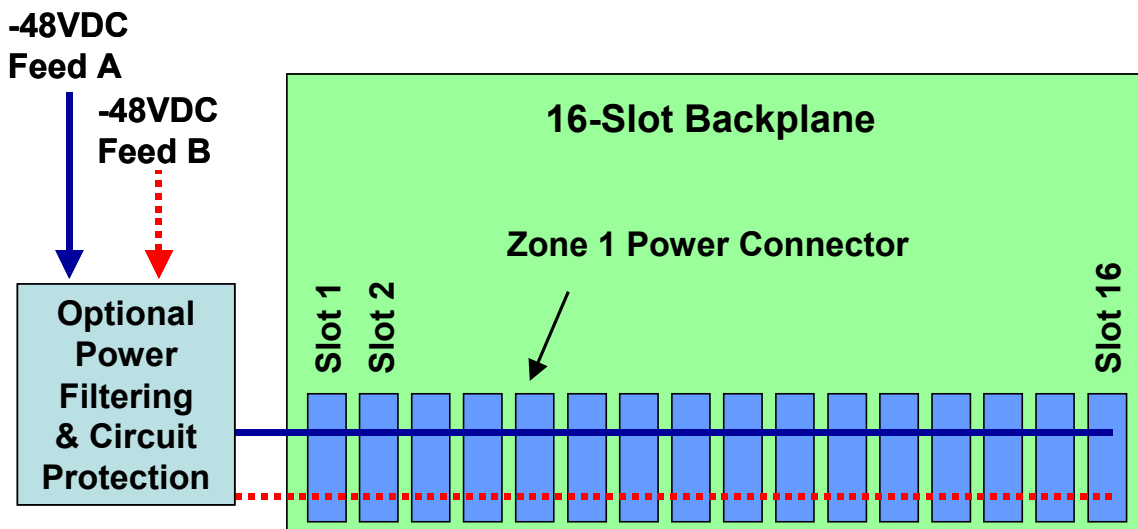 -48VDC
Feed A
-48VDC
Feed B
16-Slot Backplane
Zone 1 Power Connector
Optional
Power
Filtering
& Circuit
Protection
Slot 1
Slot 2
Slot 16